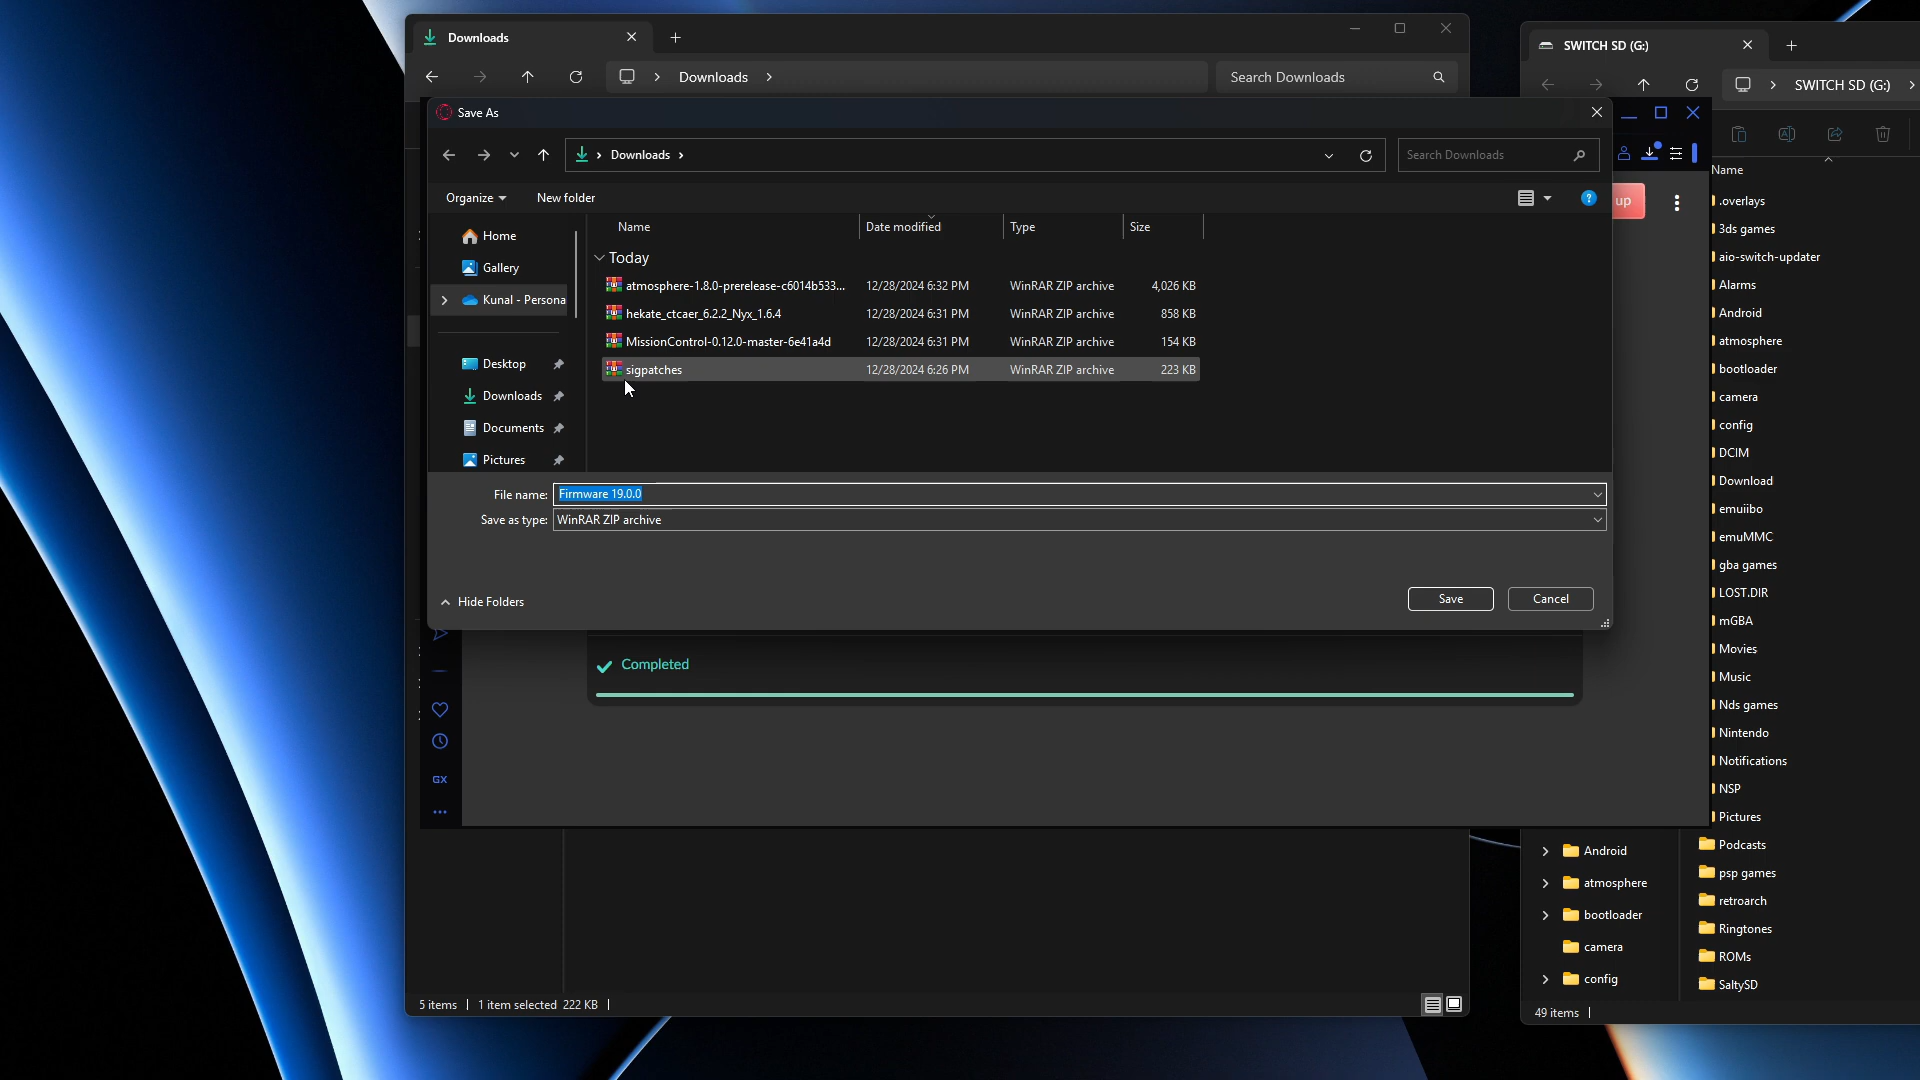 Downloads
Downloads
Search Downloads
SWITCH SD (G:)
SWITCH SD (G:)
Save As
Downloads
Search Downloads
Organize
New folder
up
Name
Date modified
Type
Size
Home
Gallery
Kunal - Persona
Desktop
Downloads
Documents
Pictures
Today
atmosphere-1.8.0-prerelease-c6014b533... 12/28/2024 6:32 PM WinRAR ZIP archive 4,026 KB
hekate_ctcaer_6.2.2_Nyx_1.6.4 12/28/2024 6:31 PM WinRAR ZIP archive 858 KB
MissionControl-0.12.0-master-6e41a4d 12/28/2024 6:31 PM WinRAR ZIP archive 154 KB
sigpatches 12/28/2024 6:26 PM WinRAR ZIP archive 223 KB
File name: Firmware 19.0.0
Save as type: WinRAR ZIP archive
Hide Folders
Save
Cancel
Completed
GX
5 items
1 item selected 222 KB
Name
.overlays
3ds games
aio-switch-updater
Alarms
Android
atmosphere
bootloader
camera
config
DCIM
Download
emuiibo
emuMMC
gba games
LOST.DIR
mGBA
Movies
Music
Nds games
Nintendo
Notifications
NSP
Pictures
Podcasts
psp games
retroarch
Ringtones
ROMs
SaltySD
Android
atmosphere
bootloader
camera
config
49 items